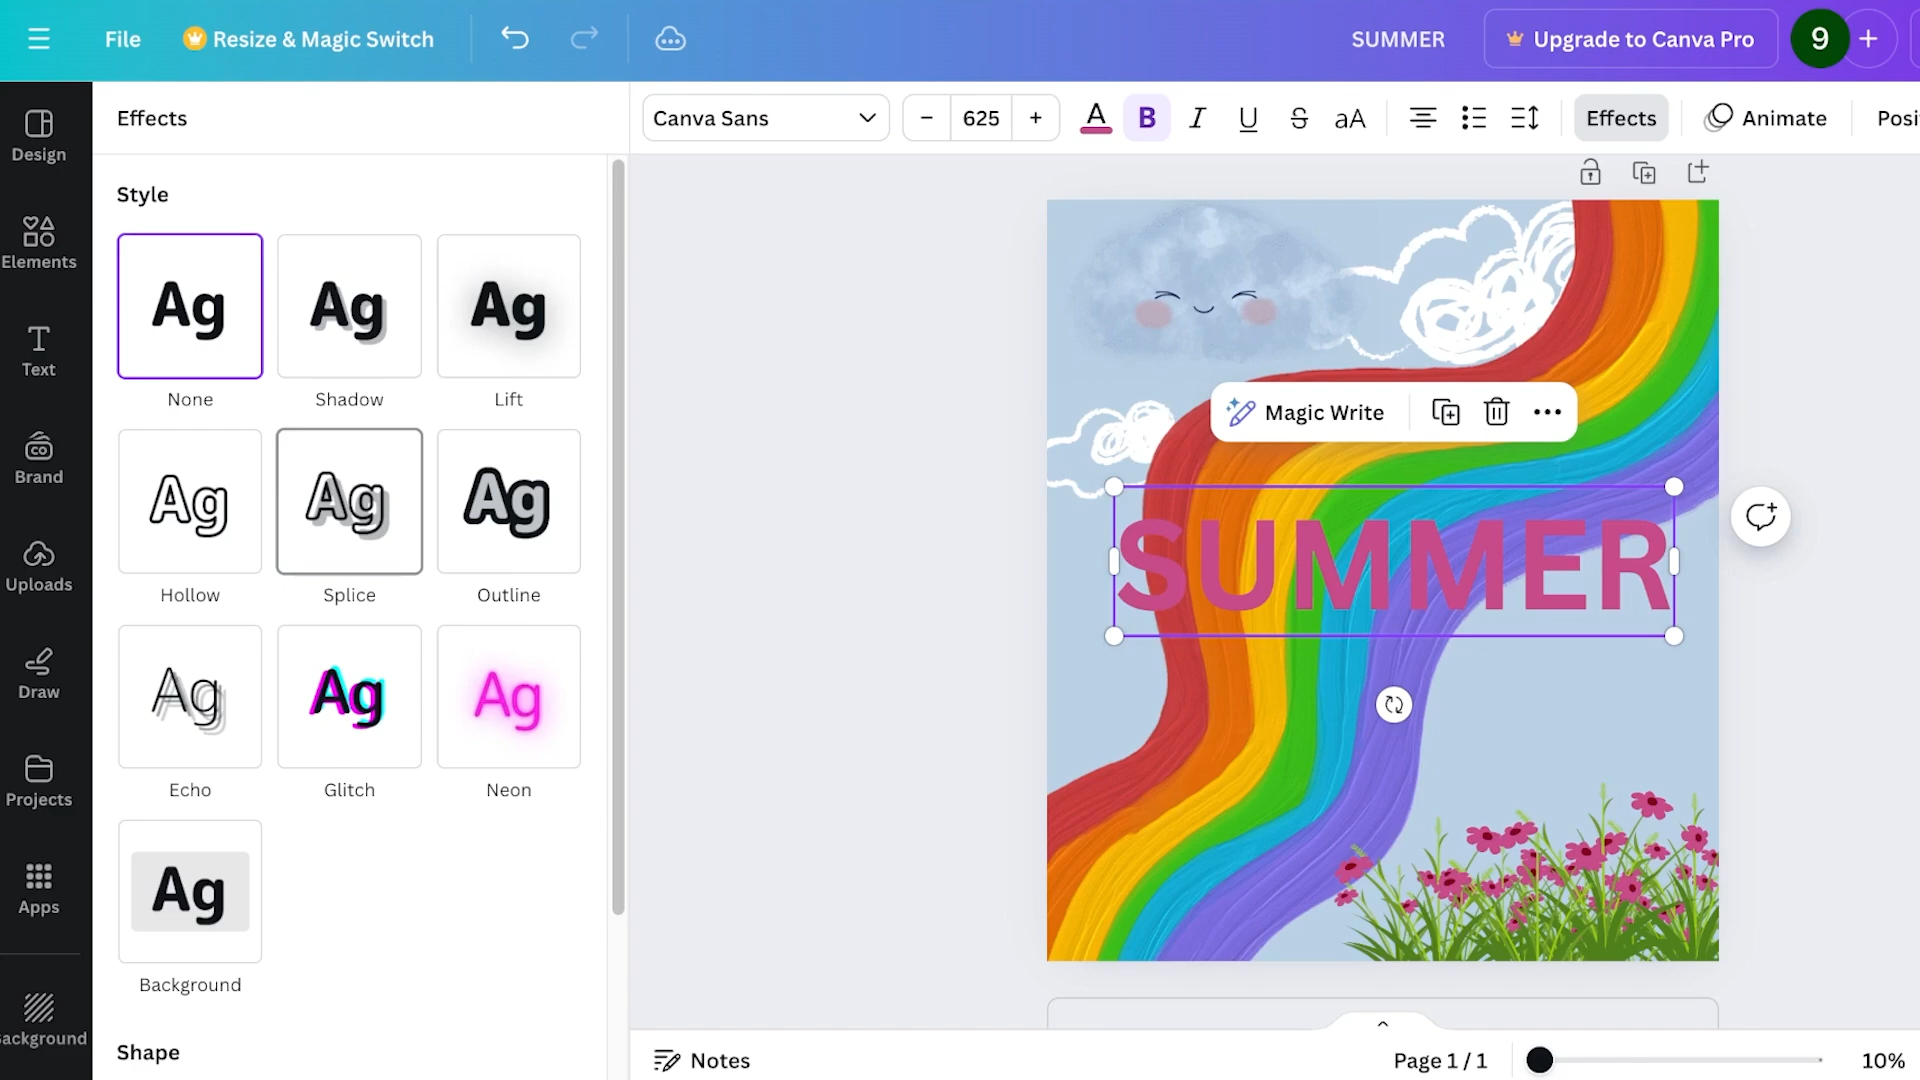 File
Resize & Magic Switch
SUMMER
Upgrade to Canva Pro
9
Design
Elements
Text
Brand
Uploads
Draw
Projects
Apps
ackground
Effects
Canva Sans
625
A
B
I
U
S
aA
Effects
Animate
Posi
Style
Ag
None
Ag
Shadow
Ag
Lift
Ag
Hollow
Ag
Splice
Ag
Outline
Ag
Echo
Ag
Glitch
Ag
Neon
Ag
Background
Shape
Magic Write
SUMMER
Notes
Page 1 / 1
10%